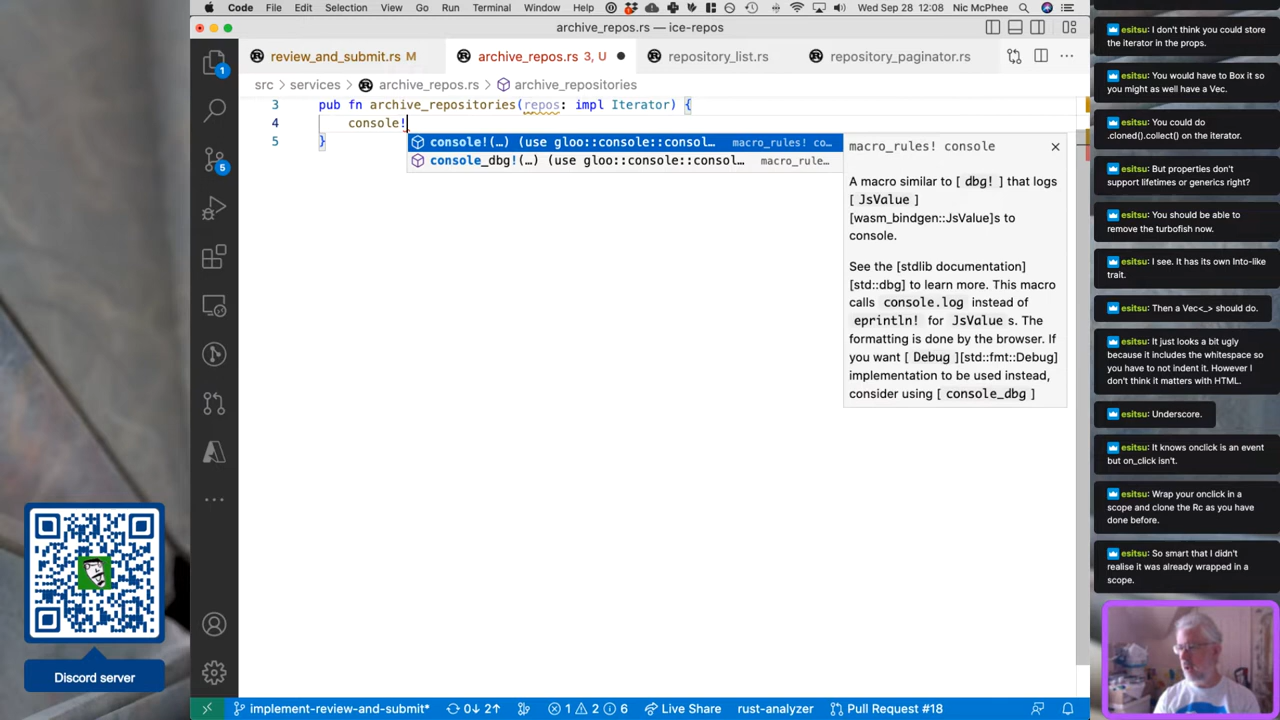 Code File Edit Selection View Go Run Terminal Window Help Wed Sep 28 12:08 Nic McPhee
archive_repos.rs — ice-repos
review_and_submit.rs M archive_repos.rs 3, U repository_list.rs repository_paginator.rs
src > services > archive_repos.rs > archive_repositories
3 pub fn archive_repositories(repos: impl Iterator) {
4 console!
5 }
console!(…) (use gloo::console::consol… macro_rules! co…
console_dbg!(…) (use gloo::console::consol… macro_rule…
macro_rules! console
A macro similar to [ dbg! ] that logs
[ JsValue ]
[wasm_bindgen::JsValue]s to
console.
See the [stdlib documentation]
[std::dbg] to learn more. This macro
calls console.log instead of
eprintln! for JsValue s. The
formatting is done by the browser. If
you want [ Debug ][std::fmt::Debug]
implementation to be used instead,
consider using [ console_dbg ]
1
5
Discord server
implement-review-and-submit* 0↓ 2↑ 1 2 6 Live Share rust-analyzer Pull Request #18
esitsu: I don't think you could store
the iterator in the props.
esitsu: You would have to Box it so
you might as well have a Vec.
esitsu: You could do
.cloned().collect() on the iterator.
esitsu: But properties don't
support lifetimes or generics right?
esitsu: You should be able to
remove the turbofish now.
esitsu: I see. It has its own Into-like
trait.
esitsu: Then a Vec<_> should do.
esitsu: It just looks a bit ugly
because it includes the whitespace so
you have to not indent it. However I
don't think it matters with HTML.
esitsu: Underscore.
esitsu: It knows onclick is an event
but on_click isn't.
esitsu: Wrap your onclick in a
scope and clone the Rc as you have
done before.
esitsu: So smart that I didn't
realise it was already wrapped in a
scope.